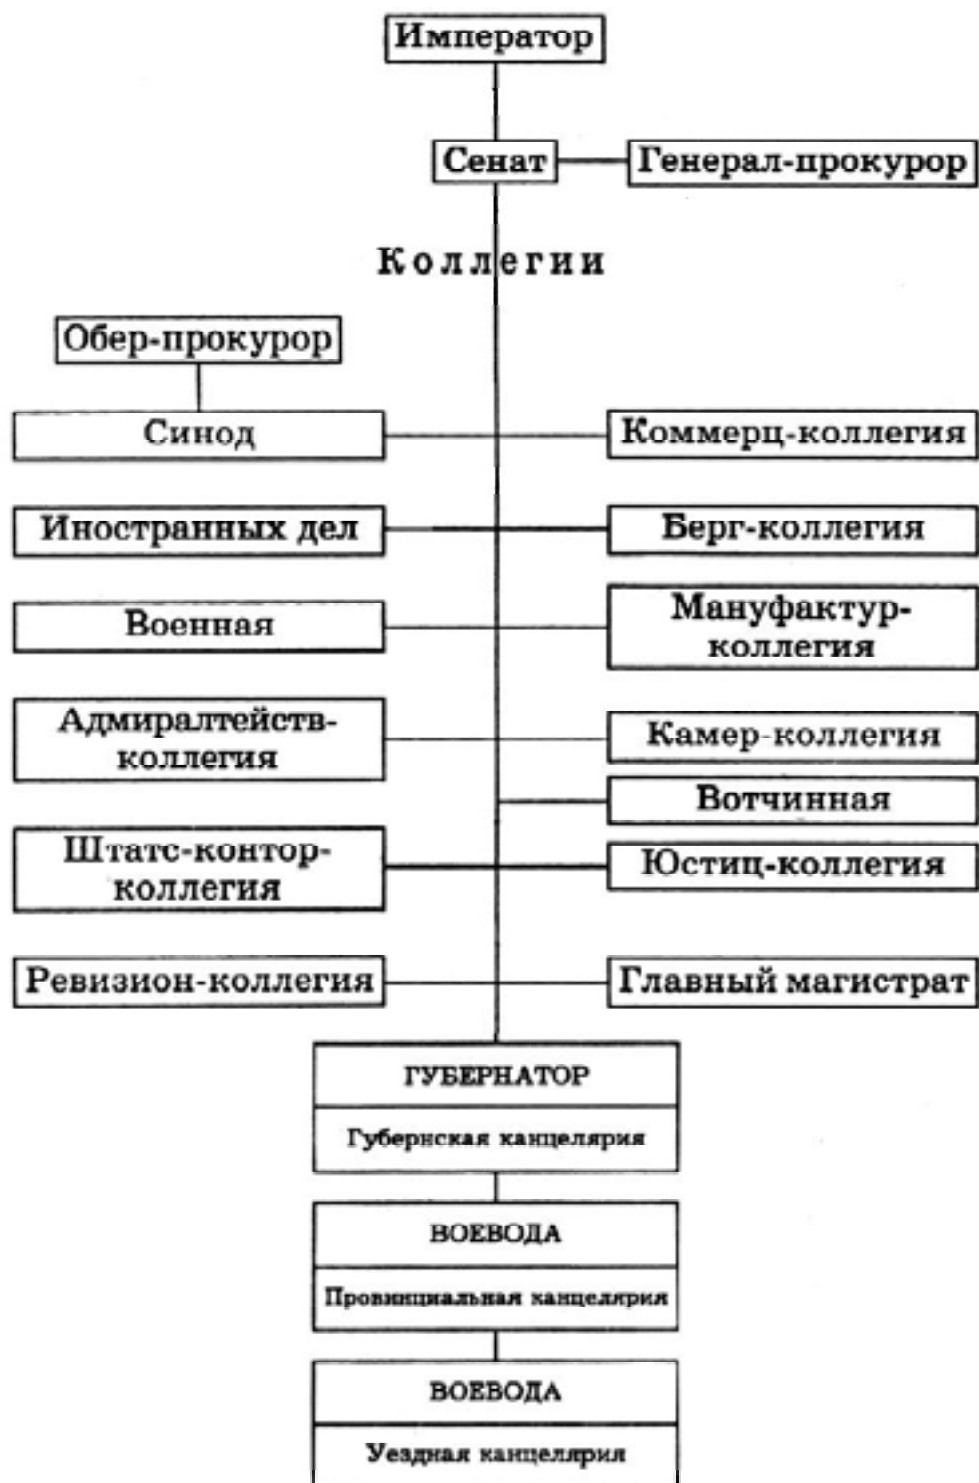 Император
Сенат
Генерал-прокурор
Коллегии
Обер-прокурор
Синод
Коммерц-коллегия
Иностранных дел
Берг-коллегия
Военная
Мануфактур-
коллегия
Адмиралтейств-
коллегия
Камер-коллегия
Вотчинная
Штатс-контор-
коллегия
Юстиц-коллегия
Ревизион-коллегия
Главный магистрат
ГУБЕРНАТОР
Губернская канцелярия
ВОЕВОДА
Провинциальная канцелярия
ВОЕВОДА
Уездная канцелярия